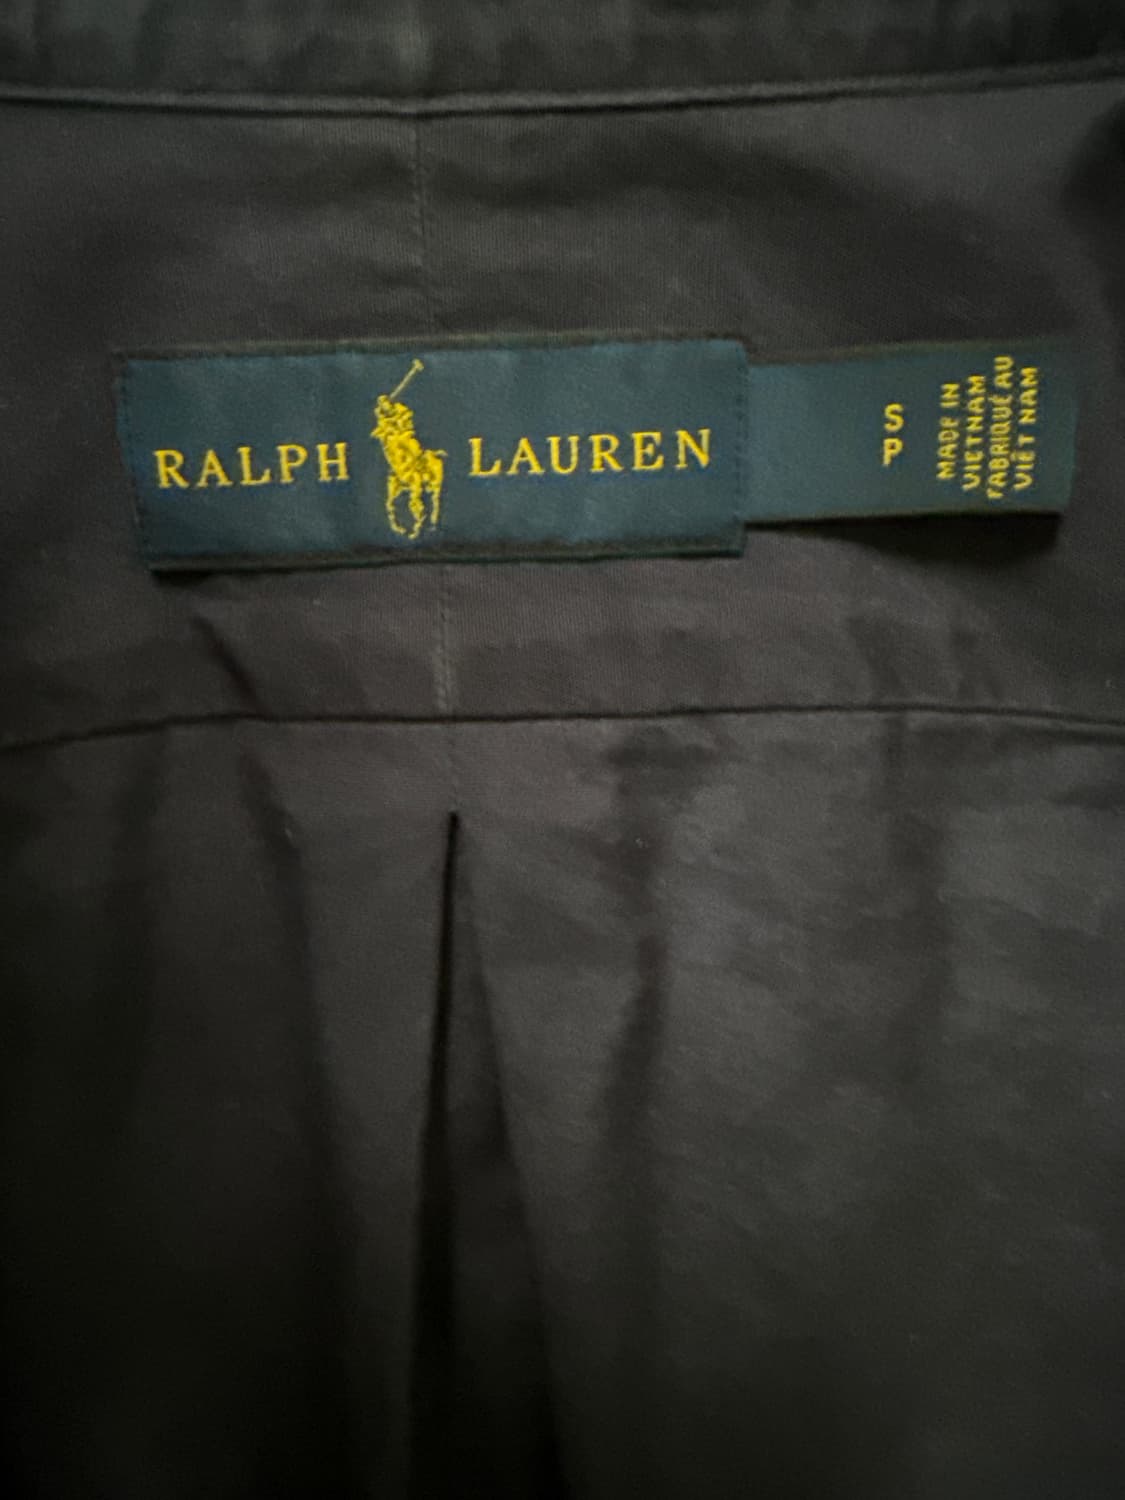 RALPH LAUREN
S
P
MADE IN
VIETNAM
FABRIQUÉ AU
VIÊT NAM